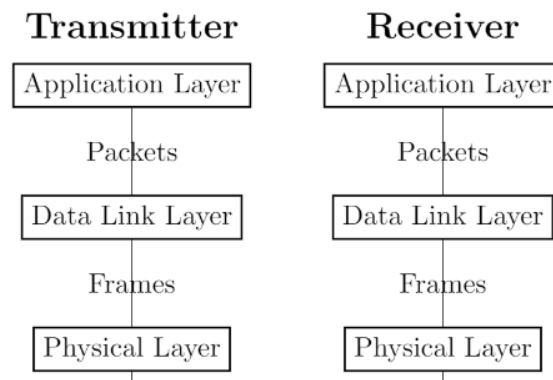 Transmitter Receiver
Application Layer Application Layer
Packets Packets
Data Link Layer Data Link Layer
Frames Frames
Physical Layer Physical Layer